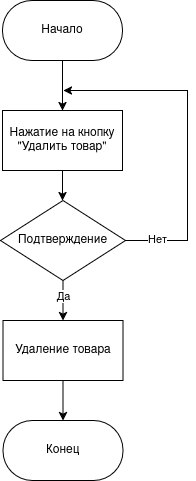 Начало
Нажатие на кнопку
"Удалить товар"
Подтверждение
Нет
Да
Удаление товара
Конец